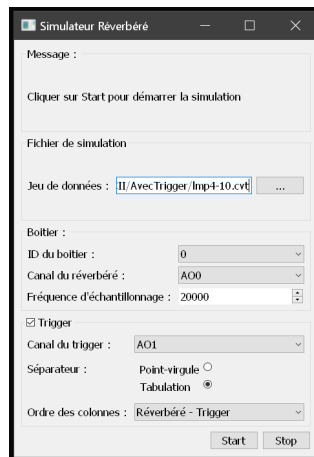 Simulateur Réverbéré
Message :
Cliquer sur Start pour démarrer la simulation
Fichier de simulation
Jeu de données : II/AvecTrigger/Imp4-10.cvt ...
Boitier :
ID du boitier : 0
Canal du réverbéré : AO0
Fréquence d'échantillonnage : 20000
Trigger
Canal du trigger : AO1
Séparateur : Point-virgule
Tabulation
Ordre des colonnes : Réverbéré - Trigger
Start Stop